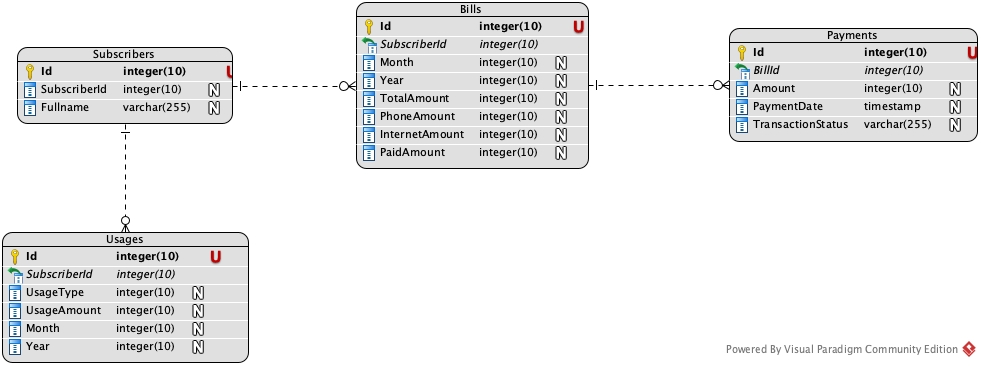 Subscribers
Id integer(10) U
SubscriberId integer(10) N
Fullname varchar(255) N
Bills
Id integer(10) U
SubscriberId integer(10)
Month integer(10) N
Year integer(10) N
TotalAmount integer(10) N
PhoneAmount integer(10) N
InternetAmount integer(10) N
PaidAmount integer(10) N
Payments
Id integer(10) U
BillId integer(10)
Amount integer(10) N
PaymentDate timestamp N
TransactionStatus varchar(255) N
Usages
Id integer(10) U
SubscriberId integer(10)
UsageType integer(10) N
UsageAmount integer(10) N
Month integer(10) N
Year integer(10) N
Powered By Visual Paradigm Community Edition